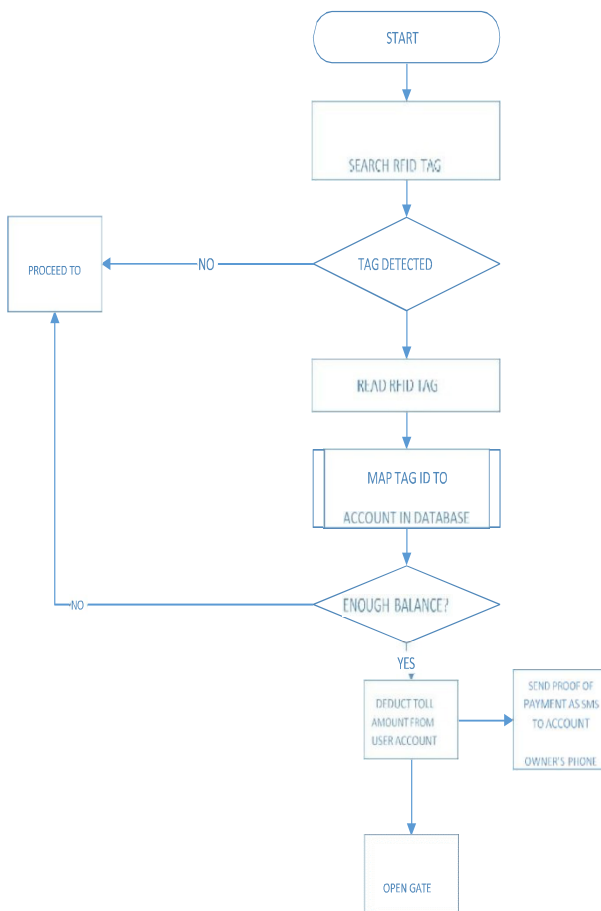 START
SEARCH RFID TAG
TAG DETECTED
NO
PROCEED TO
READ RFID TAG
MAP TAG ID TO
ACCOUNT IN DATABASE
ENOUGH BALANCE?
NO
YES
DEDUCT TOLL
AMOUNT FROM
USER ACCOUNT
SEND PROOF OF
PAYMENT AS SMS
TO ACCOUNT
OWNER'S PHONE
OPEN GATE